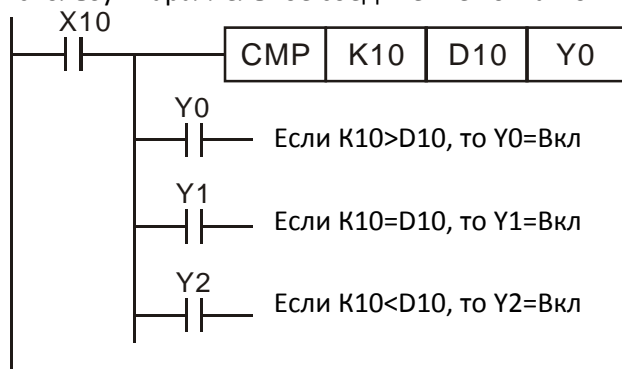 X10
CMP K10 D10 Y0
Y0
Если K10>D10, то Y0=Вкл
Y1
Если K10=D10, то Y1=Вкл
Y2
Если K10<D10, то Y2=Вкл